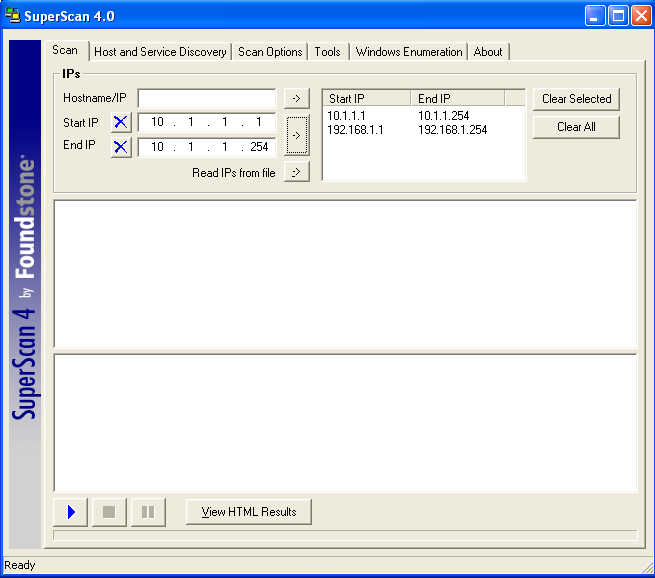 SuperScan 4.0
Scan
Host and Service Discovery
Scan Options
Tools
Windows Enumeration
About
IPs
Hostname/IP
->
Start IP
10 . 1 . 1 . 1
->
End IP
10 . 1 . 1 . 254
Read IPs from file
->
Start IP End IP
10.1.1.1 10.1.1.254
192.168.1.1 192.168.1.254
Clear Selected
Clear All
SuperScan 4 by Foundstone
View HTML Results
Ready